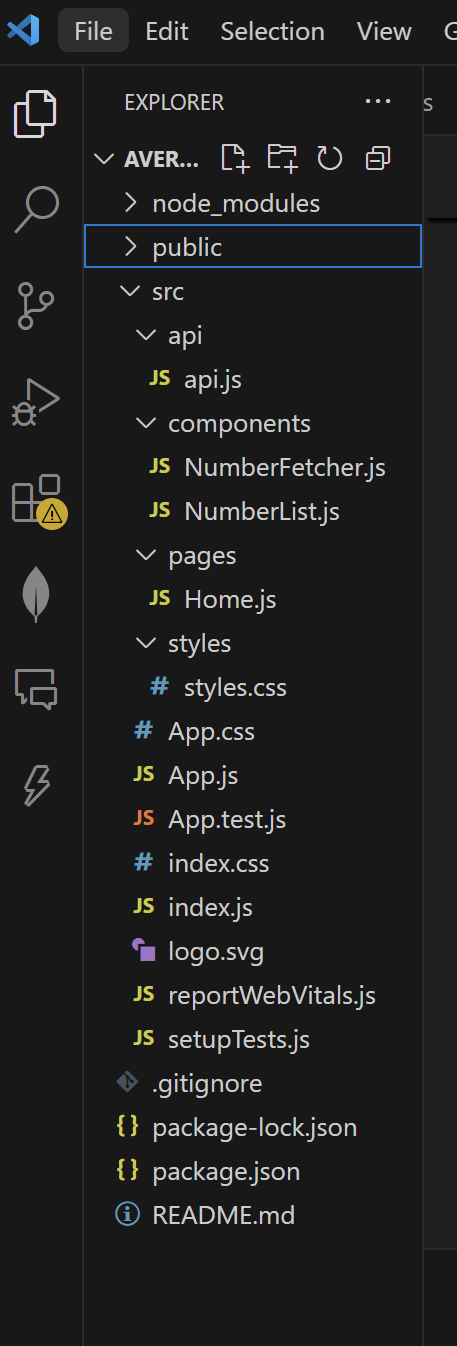 File Edit Selection View G
EXPLORER ...
AVER...
node_modules
public
src
api
JS api.js
components
JS NumberFetcher.js
JS NumberList.js
pages
JS Home.js
styles
# styles.css
# App.css
JS App.js
JS App.test.js
# index.css
JS index.js
logo.svg
JS reportWebVitals.js
JS setupTests.js
.gitignore
{} package-lock.json
{} package.json
README.md